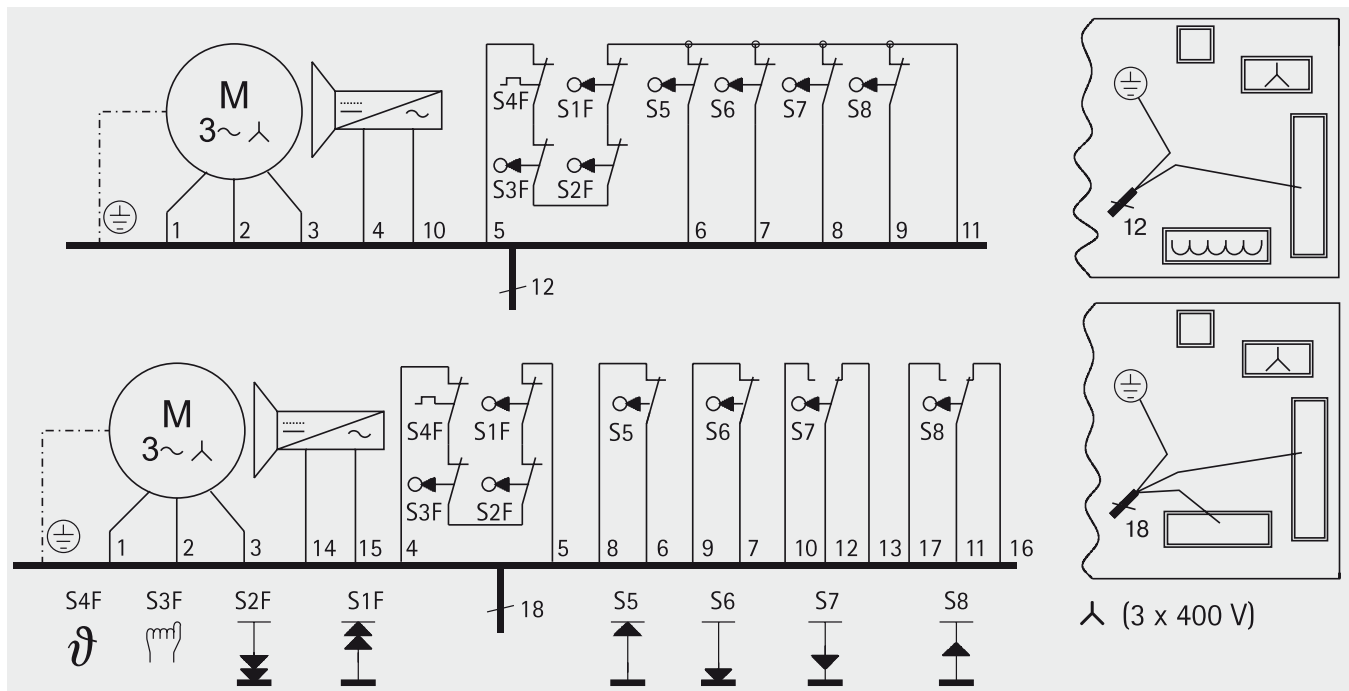 M
3~
S4F S1F S5 S6 S7 S8
S3F S2F
1 2 3 4 10 5 6 7 8 9 11
12
12
M
3~
S4F S1F S5 S6 S7 S8
S3F S2F
1 2 3 14 15 4 5 8 6 9 7 10 12 13 17 11 16
18
18
S4F S3F S2F S1F S5 S6 S7 S8
ϑ
(3 x 400 V)